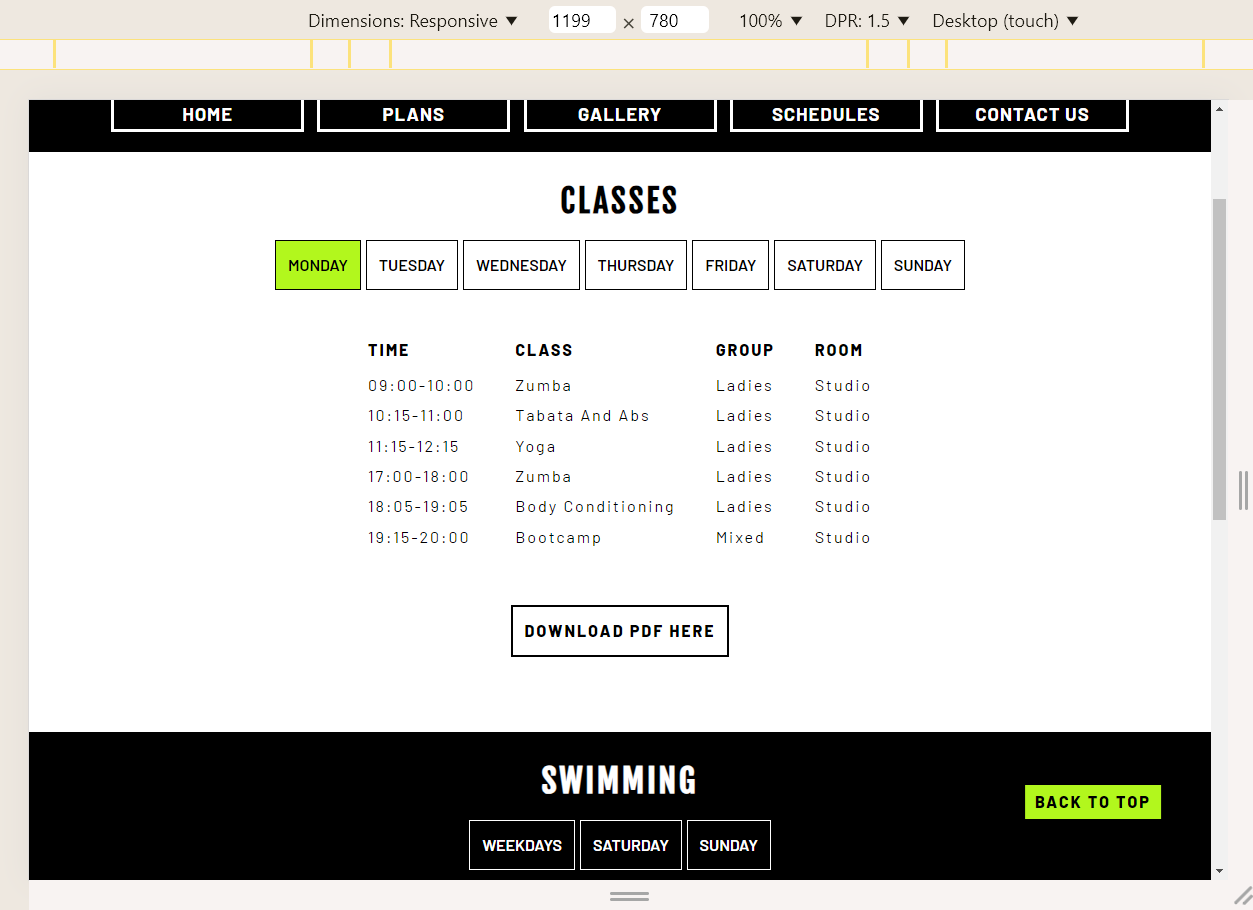 Dimensions: Responsive ▼ 1199 × 780 100% ▼ DPR: 1.5 ▼ Desktop (touch) ▼
HOME PLANS GALLERY SCHEDULES CONTACT US
CLASSES
MONDAY TUESDAY WEDNESDAY THURSDAY FRIDAY SATURDAY SUNDAY
TIME CLASS GROUP ROOM
09:00-10:00 Zumba Ladies Studio
10:15-11:00 Tabata And Abs Ladies Studio
11:15-12:15 Yoga Ladies Studio
17:00-18:00 Zumba Ladies Studio
18:05-19:05 Body Conditioning Ladies Studio
19:15-20:00 Bootcamp Mixed Studio
DOWNLOAD PDF HERE
SWIMMING
BACK TO TOP
WEEKDAYS SATURDAY SUNDAY